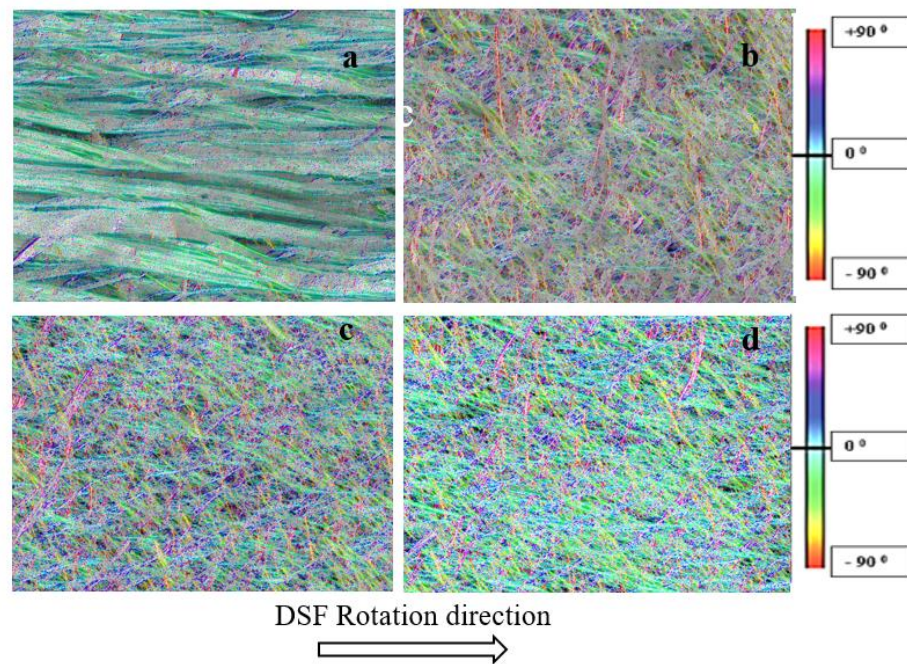 a
b
+90 °
c
0 °
- 90 °
c
d
+90 °
0 °
- 90 °
DSF Rotation direction